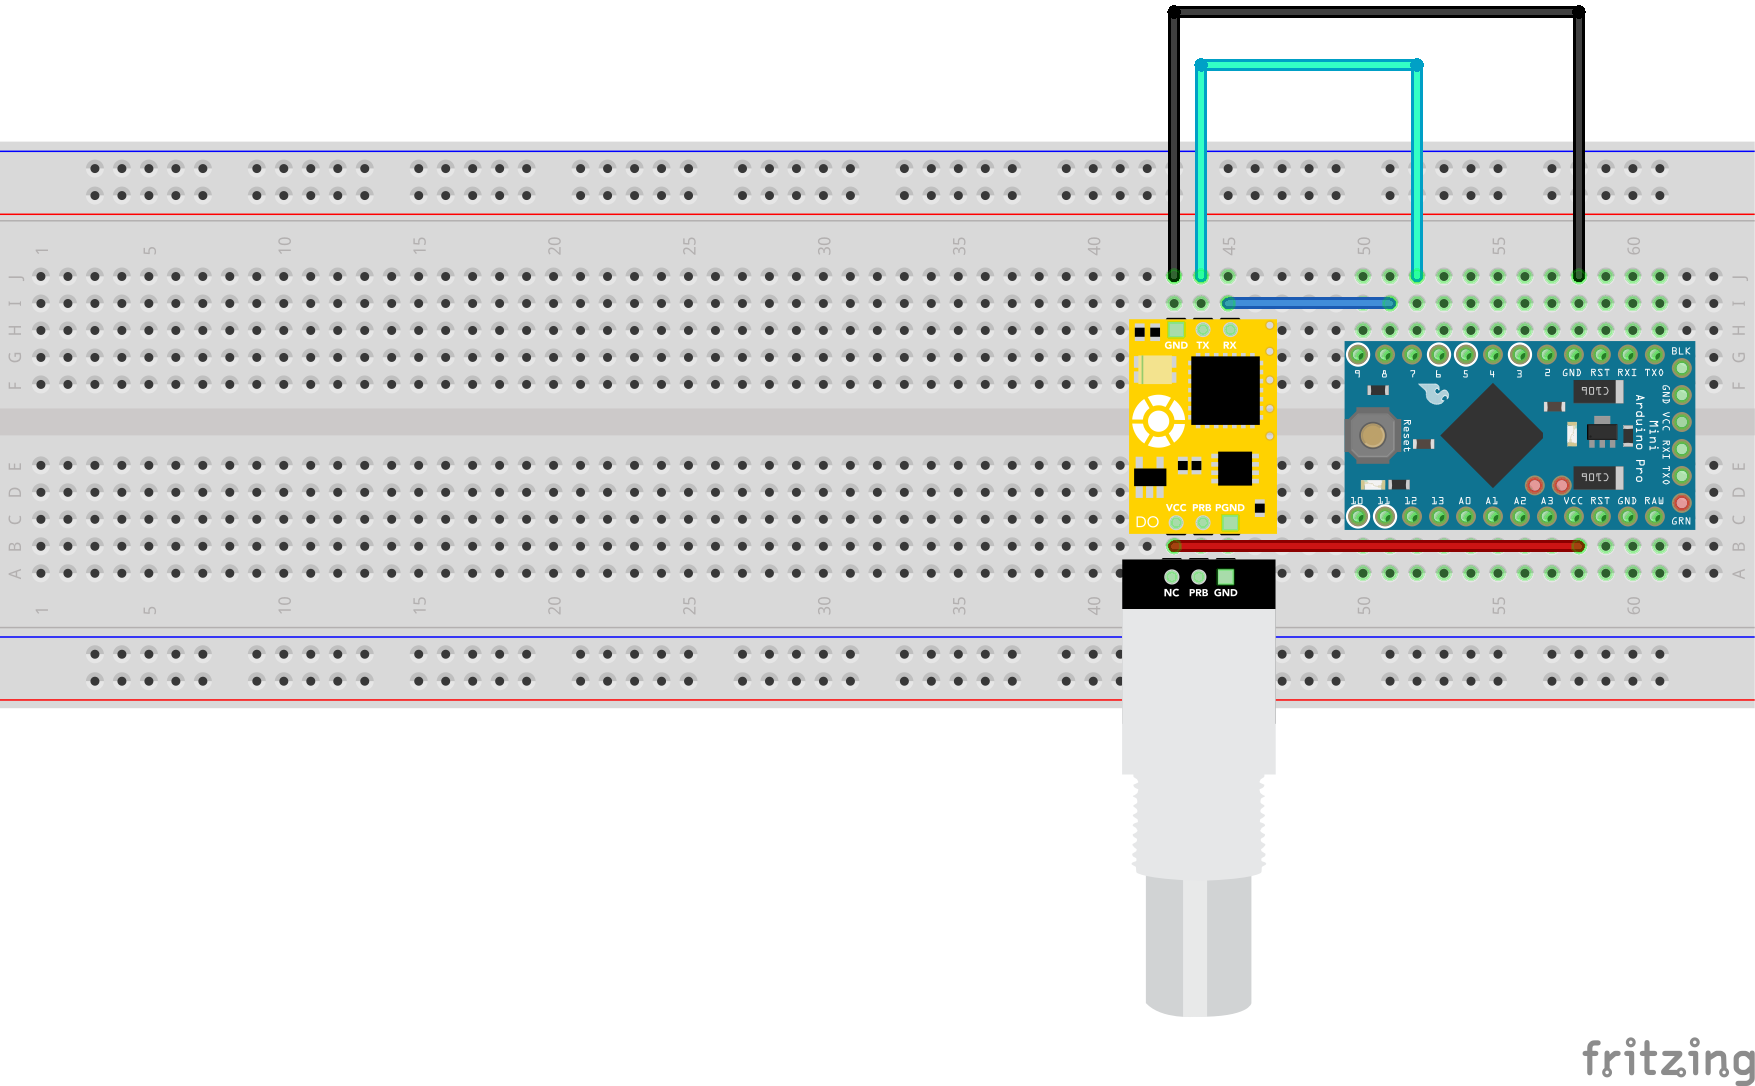 1 5 10 15 20 25 30 35 40 45 50 55 60
J J
I I
H H
G G
F F
GND TX RX
9 8 7 6 5 4 3 2 GND RST RXI TXO
BLK
GND VCC RXI TXO
GRN
Reset
Arduino Pro
Mini
10 11 12 13 A0 A1 A2 A3 VCC RST GND RAW
E E
D D
C C
B B
A A
VCC PRB PGND
DO
NC PRB GND
1 5 10 15 20 25 30 35 40 50 55 60
fritzing